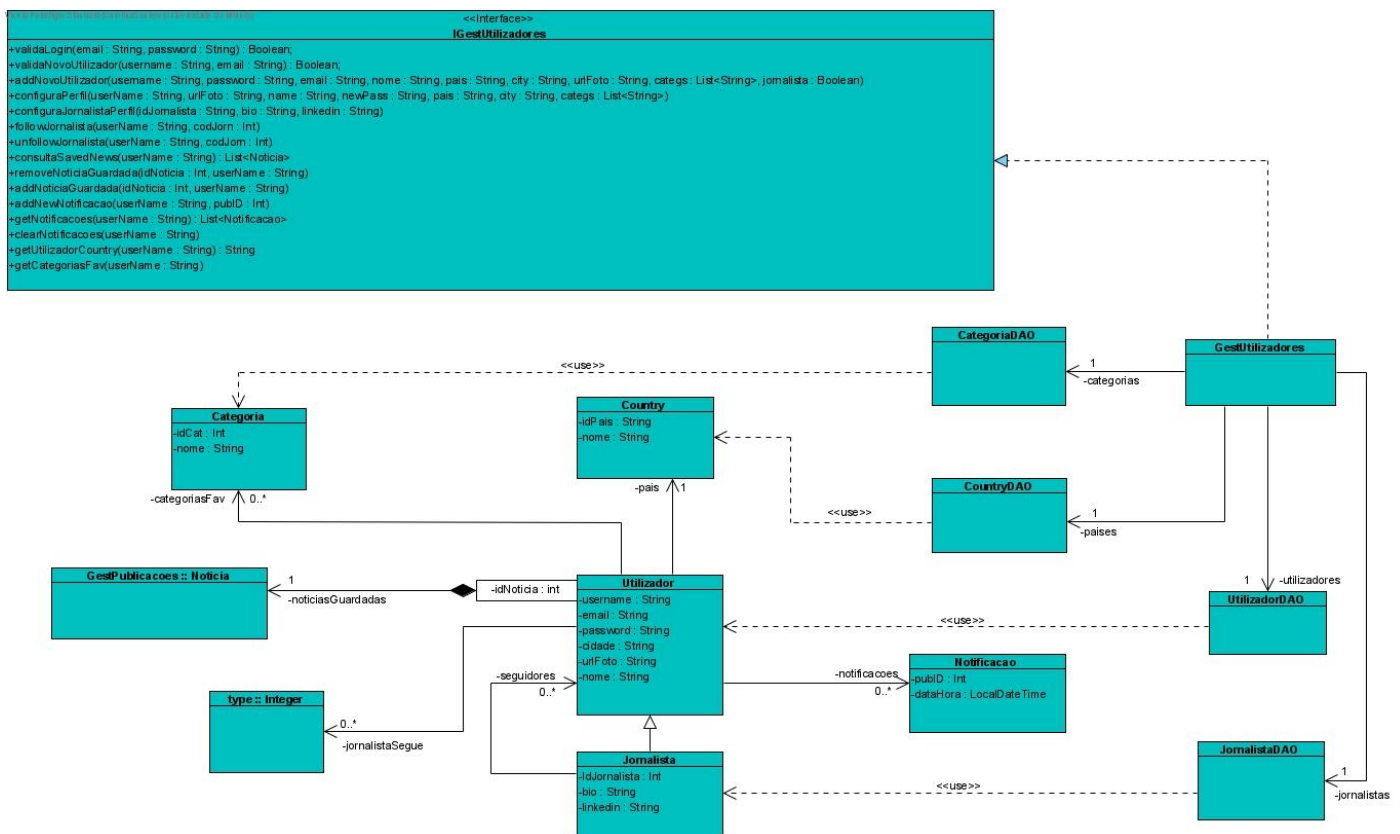 <<Interface>>
IGestUtilizadores
+validaLogin(email : String, password : String) : Boolean;
+validaNovoUtilizador(username : String, email : String) : Boolean;
+addNovoUtilizador(username : String, password : String, email : String, nome : String, pais : String, city : String, urlFoto : String, categs : List<String>, jornalista : Boolean)
+configuraPerfil(userName : String, urlFoto : String, name : String, newPass : String, pais : String, city : String, categs : List<String>)
+configuraJornalistaPerfil(idJornalista : String, bio : String, linkedin : String)
+followJornalista(userName : String, codJorn : Int)
+unfollowJornalista(userName : String, codJorn : Int)
+consultaSavedNews(userName : String) : List<Noticia>
+removeNoticiaGuardada(idNoticia : Int, userName : String)
+addNoticiaGuardada(idNoticia : Int, userName : String)
+addNewNotificacao(userName : String, pubID : Int)
+getNotificacoes(userName : String) : List<Notificacao>
+clearNotificacoes(userName : String)
+getUtilizadorCountry(userName : String) : String
+getCategoriasFav(userName : String)
CategoriaDAO
GestUtilizadores
1
-categorias
<<use>>
Categoria
-idCat : Int
-nome : String
Country
-idPais : String
-nome : String
-categoriasFav
0..*
-pais
1
CountryDAO
<<use>>
1
-paises
GestPublicacoes :: Noticia
1
-noticiasGuardadas
-idNoticia : int
Utilizador
-username : String
-email : String
-password : String
-cidade : String
-urlFoto : String
-nome : String
1
-utilizadores
UtilizadorDAO
<<use>>
Notificacao
-pubID : Int
-dataHora : LocalDateTime
-notificacoes
0..*
-seguidores
0..*
type :: Integer
0..*
-jornalistaSegue
Jornalista
-IdJornalista : Int
-bio : String
-linkedin : String
<<use>>
JornalistaDAO
1
-jornalistas